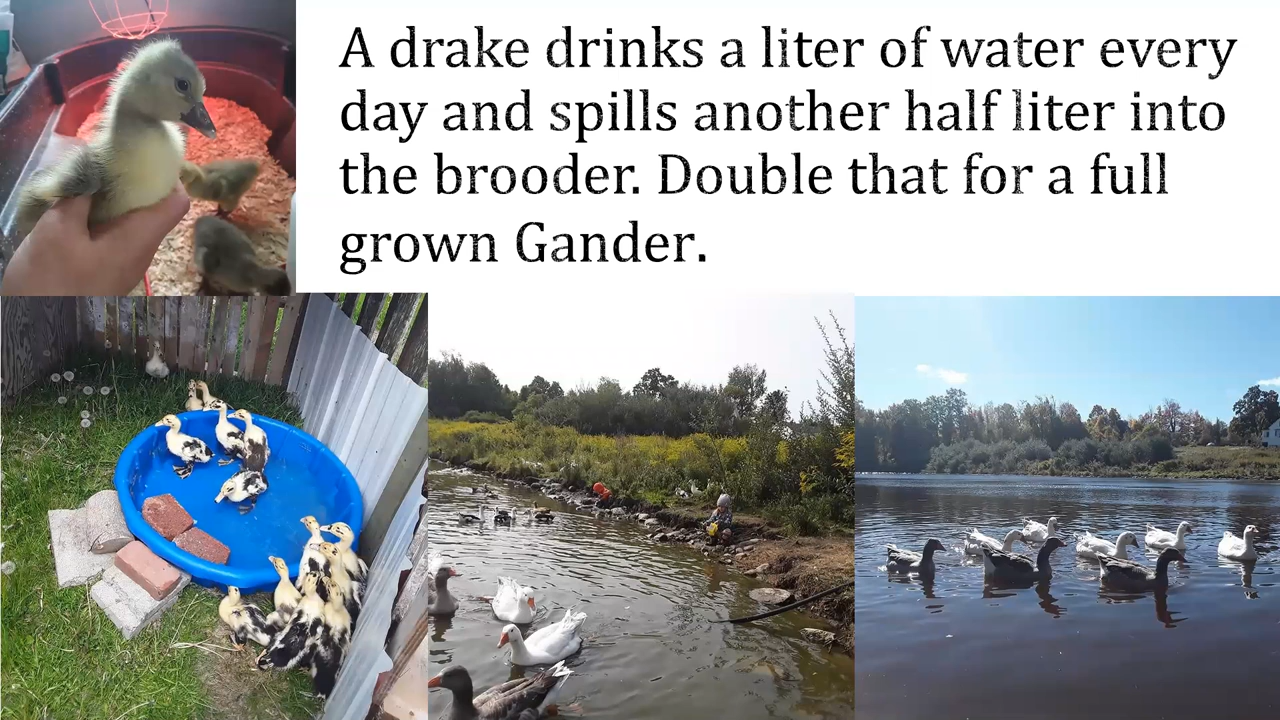 A drake drinks a liter of water every
day and spills another half liter into
the brooder. Double that for a full
grown Gander.